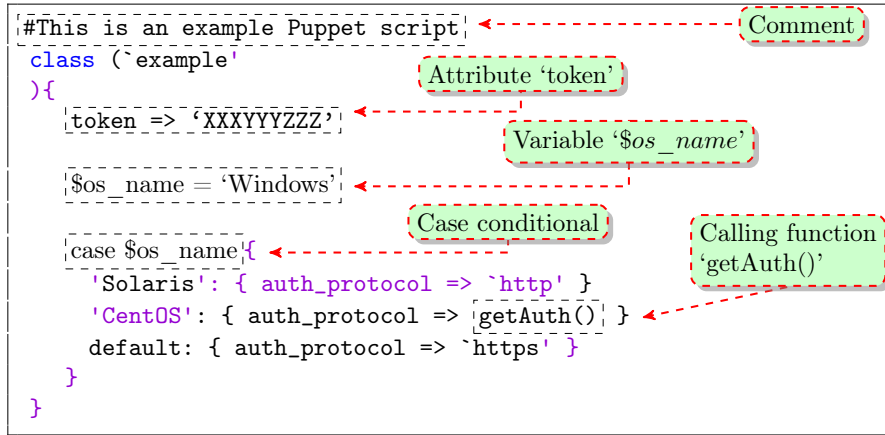 #This is an example Puppet script
Comment
class (`example'
Attribute ‘token’
){
token => ‘XXXYYYZZZ’
Variable ‘$os_name’
$os_name = ‘Windows’
Case conditional
Calling function
‘getAuth()’
case $os_name{
'Solaris': { auth_protocol => `http' }
'CentOS': { auth_protocol => getAuth() }
default: { auth_protocol => `https' }
}
}